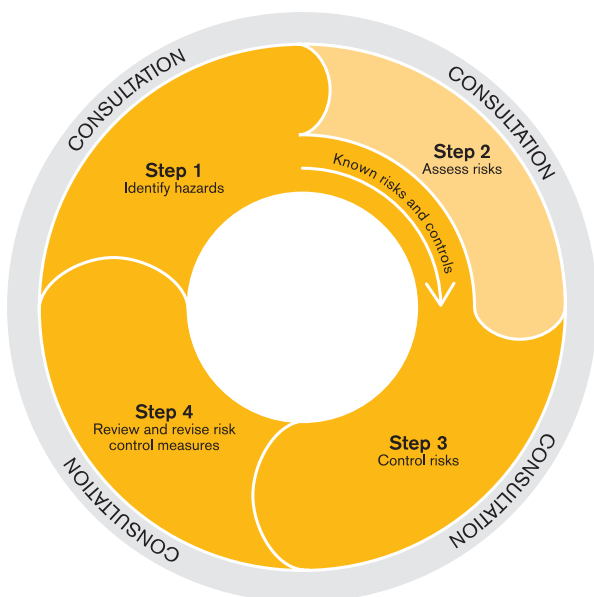 CONSULTATION
CONSULTATION
Step 1
Identify hazards
Step 2
Assess risks
Known risks and controls
Step 4
Review and revise risk
control measures
Step 3
Control risks
CONSULTATION
CONSULTATION